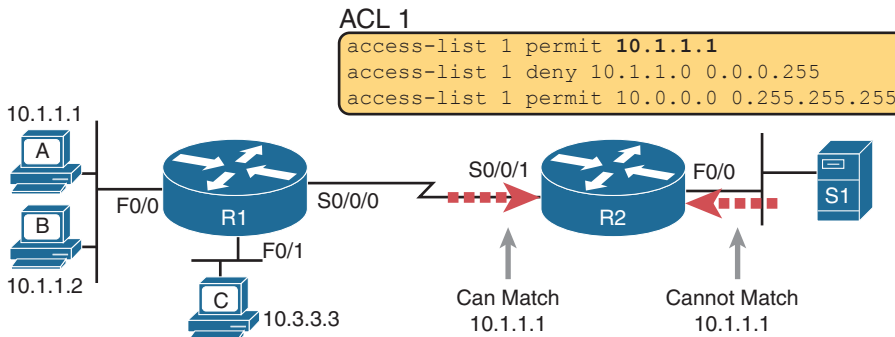 ACL 1
access-list 1 permit 10.1.1.1
access-list 1 deny 10.1.1.0 0.0.0.255
access-list 1 permit 10.0.0.0 0.255.255.255
10.1.1.1
A
B
10.1.1.2
F0/0
R1
S0/0/0
F0/1
C
10.3.3.3
S0/0/1
R2
F0/0
S1
Can Match
10.1.1.1
Cannot Match
10.1.1.1